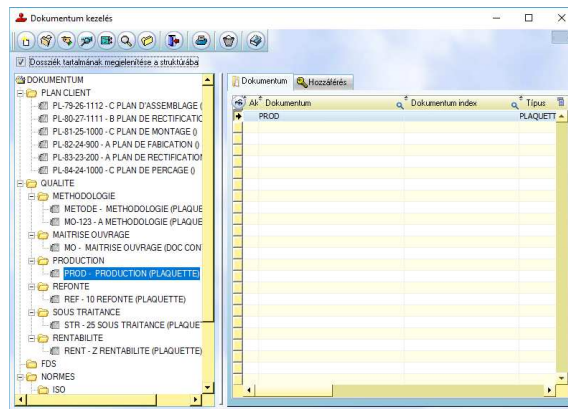 Dokumentum kezelés
Dossziék tartalmának megjelenítése a struktúrába
DOKUMENTUM
PLAN CLIENT
PL-79-26-1112 - C PLAN D'ASSEMBLAGE (
PL-80-27-1111 - B PLAN DE RECTIFICATIO
PL-81-25-1000 - C PLAN DE MONTAGE ()
PL-82-24-900 - A PLAN DE FABICATION ()
PL-83-23-200 - A PLAN DE RECTIFICATION
PL-84-24-1000 - C PLAN DE PERCAGE ()
QUALITE
METHODOLOGIE
METODE - METHODOLOGIE (PLAQUE
MO-123 - A METHODOLOGIE (PLAQUE
MAITRISE OUVRAGE
MO - MAITRISE OUVRAGE (DOC CON
PRODUCTION
PROD - PRODUCTION (PLAQUETTE)
REFONTE
REF - 10 REFONTE (PLAQUETTE)
SOUS TRAITANCE
STR - 25 SOUS TRAITANCE (PLAQUE
RENTABILITE
RENT - Z RENTABILITE (PLAQUETTE)
FDS
NORMES
ISO
Dokumentum Hozzáférés
Ak Dokumentum Dokumentum index Típus
PROD PLAQUETT